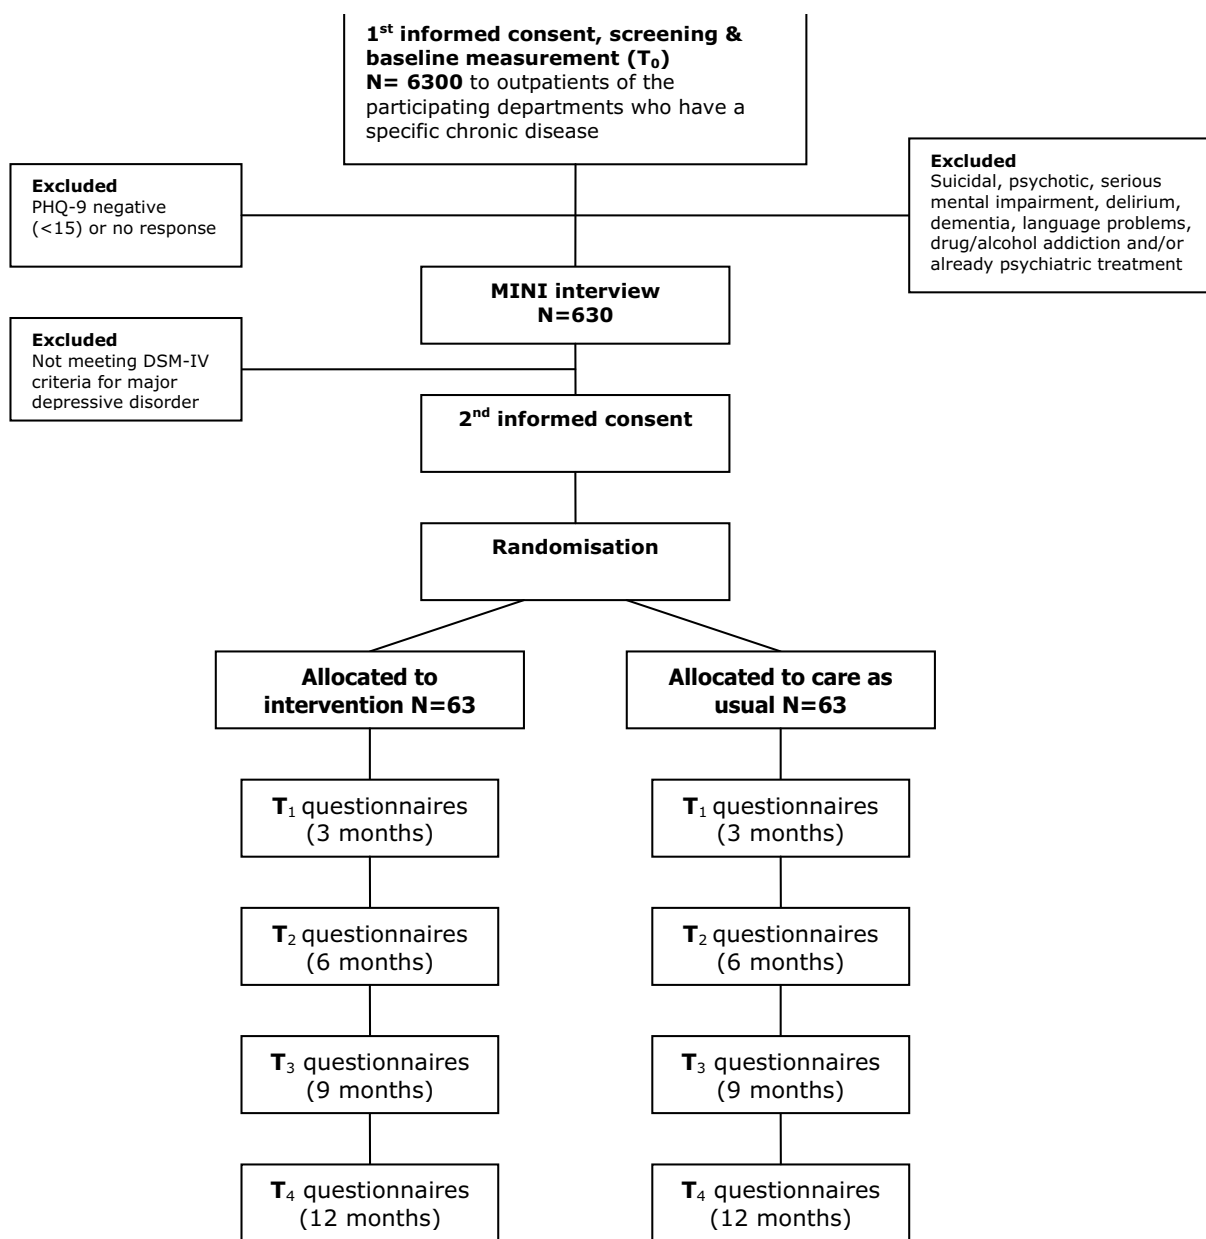 1st informed consent, screening &
baseline measurement (T0)
N= 6300 to outpatients of the
participating departments who have a
specific chronic disease
Excluded
PHQ-9 negative
(<15) or no response
Excluded
Suicidal, psychotic, serious
mental impairment, delirium,
dementia, language problems,
drug/alcohol addiction and/or
already psychiatric treatment
MINI interview
N=630
Excluded
Not meeting DSM-IV
criteria for major
depressive disorder
2nd informed consent
Randomisation
Allocated to
intervention N=63
Allocated to care as
usual N=63
T1 questionnaires
(3 months)
T1 questionnaires
(3 months)
T2 questionnaires
(6 months)
T2 questionnaires
(6 months)
T3 questionnaires
(9 months)
T3 questionnaires
(9 months)
T4 questionnaires
(12 months)
T4 questionnaires
(12 months)